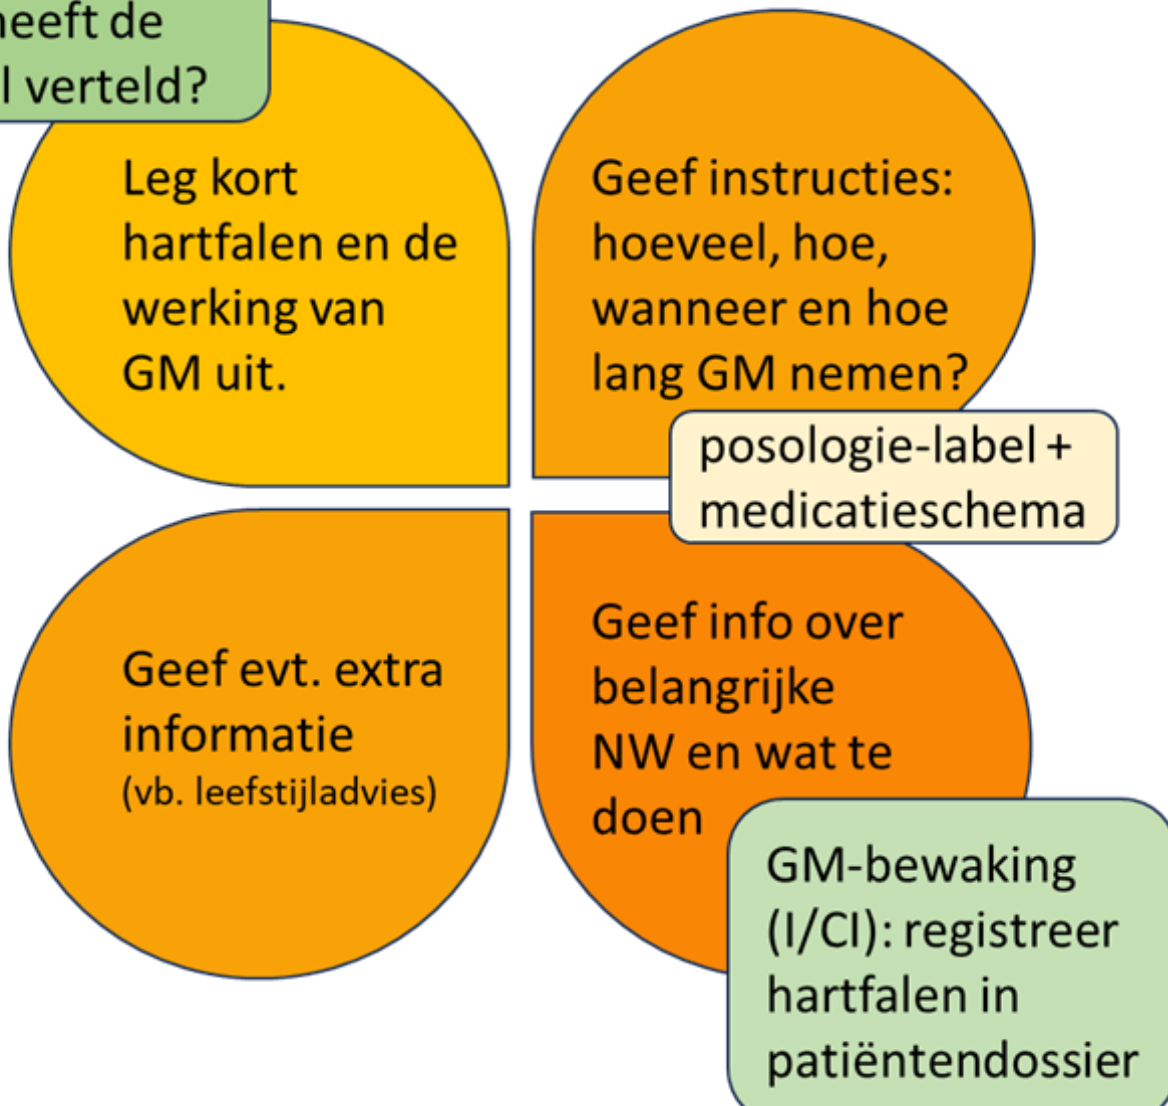 heeft de
l verteld?
Leg kort
hartfalen en de
werking van
GM uit.
Geef instructies:
hoeveel, hoe,
wanneer en hoe
lang GM nemen?
posologie-label +
medicatieschema
Geef evt. extra
informatie
(vb. leefstijladvies)
Geef info over
belangrijke
NW en wat te
doen
GM-bewaking
(I/CI): registreer
hartfalen in
patiëntendossier